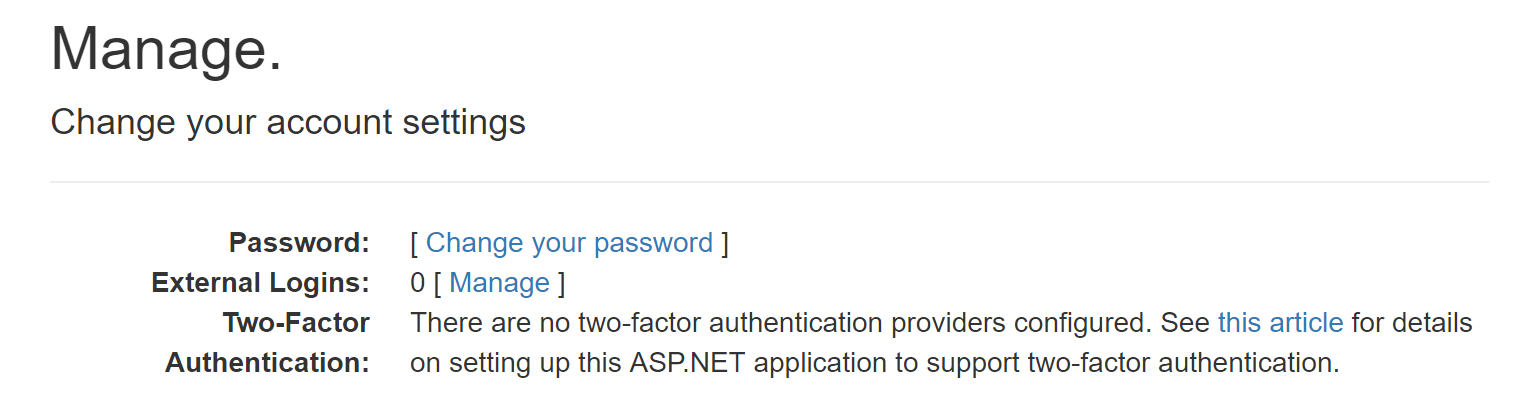 Manage.
Change your account settings
Password: [ Change your password ]
External Logins: 0 [ Manage ]
Two-Factor There are no two-factor authentication providers configured. See this article for details
Authentication: on setting up this ASP.NET application to support two-factor authentication.